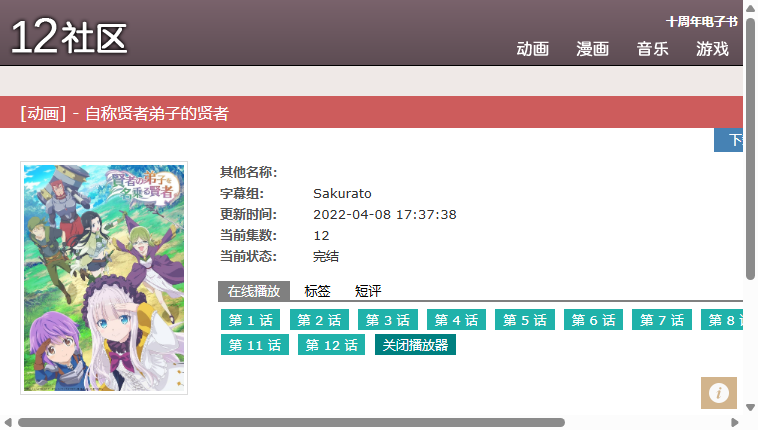 12社区
十周年电子书
动画 漫画 音乐 游戏
[动画] - 自称贤者弟子的贤者
賢者の弟子を
名乗る賢者
其他名称:
字幕组: Sakurato
更新时间: 2022-04-08 17:37:38
当前集数: 12
当前状态: 完结
在线播放 标签 短评
第 1 话 第 2 话 第 3 话 第 4 话 第 5 话 第 6 话 第 7 话 第 8
第 11 话 第 12 话 关闭播放器